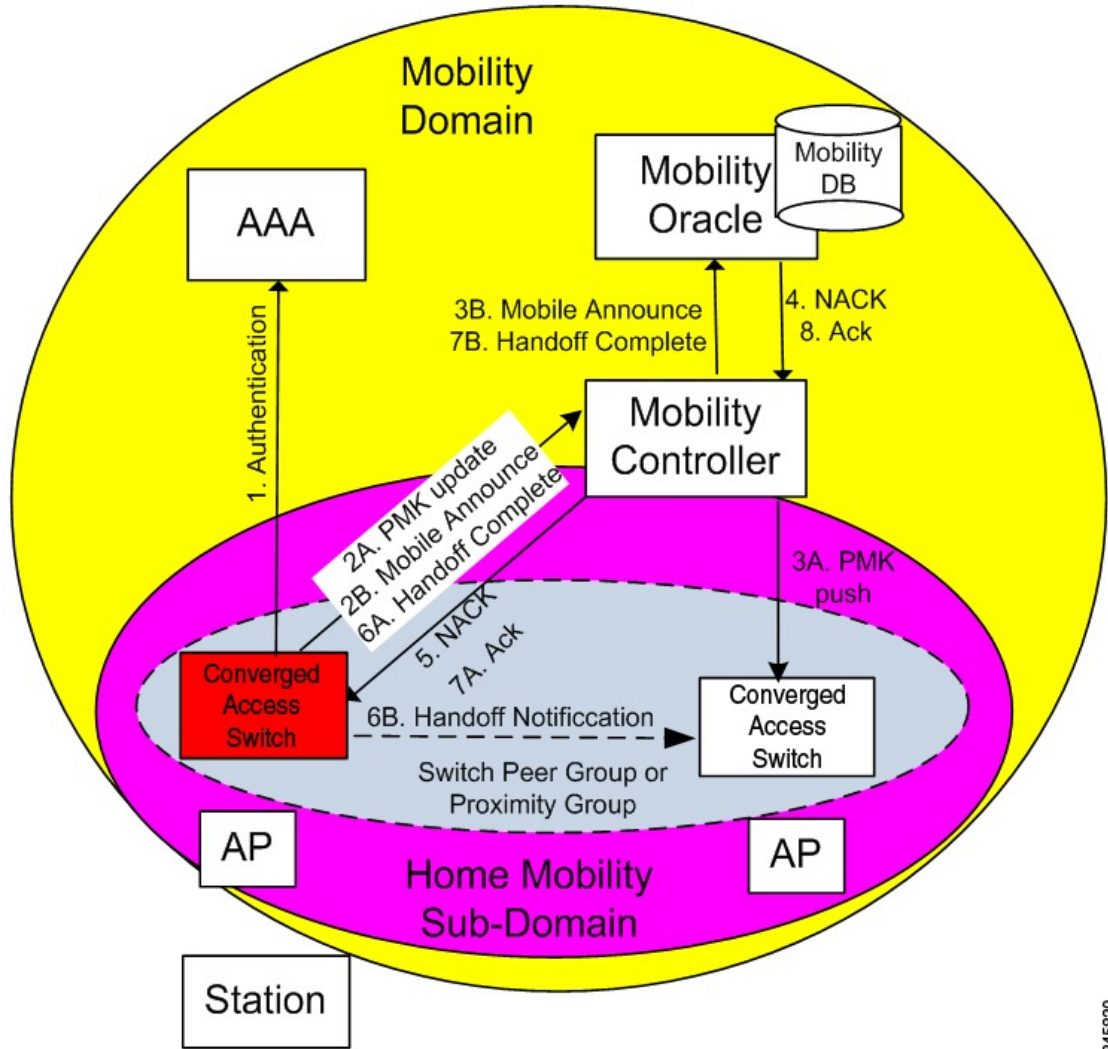 Mobility
Domain
Mobility
DB
Mobility
Oracle
AAA
3B. Mobile Announce
7B. Handoff Complete
4. NACK
8. Ack
1. Authentication
Mobility
Controller
2A. PMK update
2B. Mobile Announce
6A. Handoff Complete
3A. PMK
push
5. NACK
7A. Ack
Converged
Access
Switch
6B. Handoff Notificcation
Converged
Access
Switch
Switch Peer Group or
Proximity Group
AP
AP
Home Mobility
Sub-Domain
Station